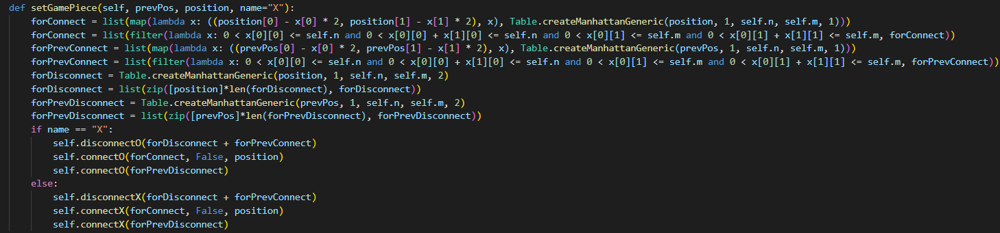 def setGamePiece(self, prevPos, position, name="X"):
    forConnect = list(map(lambda x: ((position[0] - x[0] * 2, position[1] - x[1] * 2), x), Table.createManhattanGeneric(position, 1, self.n, self.m, 1)))
    forConnect = list(filter(lambda x: 0 < x[0][0] <= self.n and 0 < x[0][0] + x[1][0] <= self.n and 0 < x[0][1] <= self.m and 0 < x[0][1] + x[1][1] <= self.m, forConnect))
    forPrevConnect = list(map(lambda x: ((prevPos[0] - x[0] * 2, prevPos[1] - x[1] * 2), x), Table.createManhattanGeneric(prevPos, 1, self.n, self.m, 1)))
    forPrevConnect = list(filter(lambda x: 0 < x[0][0] <= self.n and 0 < x[0][0] + x[1][0] <= self.n and 0 < x[0][1] <= self.m and 0 < x[0][1] + x[1][1] <= self.m, forPrevConnect))
    forDisconnect = Table.createManhattanGeneric(position, 1, self.n, self.m, 2)
    forDisconnect = list(zip([position]*len(forDisconnect), forDisconnect))
    forPrevDisconnect = Table.createManhattanGeneric(prevPos, 1, self.n, self.m, 2)
    forPrevDisconnect = list(zip([prevPos]*len(forPrevDisconnect), forPrevDisconnect))
    if name == "X":
        self.disconnectO(forDisconnect + forPrevConnect)
        self.connectO(forConnect, False, position)
        self.connectO(forPrevDisconnect)
    else:
        self.disconnectX(forDisconnect + forPrevConnect)
        self.connectX(forConnect, False, position)
        self.connectX(forPrevDisconnect)